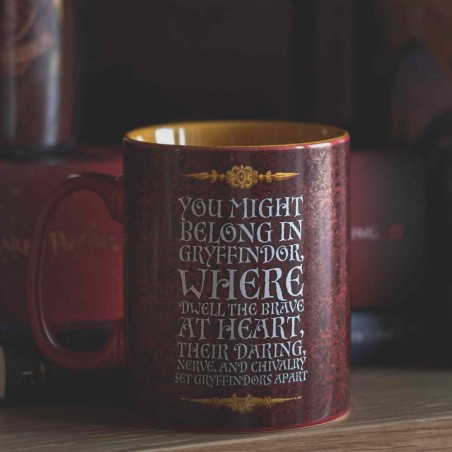 YOU MIGHT
BELONG IN
GRYFFINDOR,
WHERE
DWELL THE BRAVE
AT HEART,
THEIR DARING,
NERVE, AND CHIVALRY
SET GRYFFINDORS APART